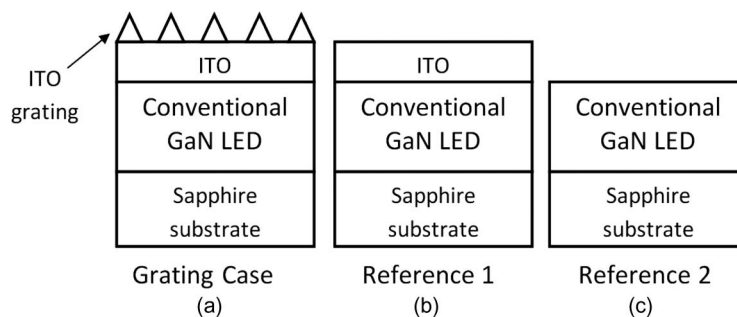 ITO
grating
ITO
Conventional
GaN LED
Sapphire
substrate
Grating Case
(a)
ITO
Conventional
GaN LED
Sapphire
substrate
Reference 1
(b)
Conventional
GaN LED
Sapphire
substrate
Reference 2
(c)